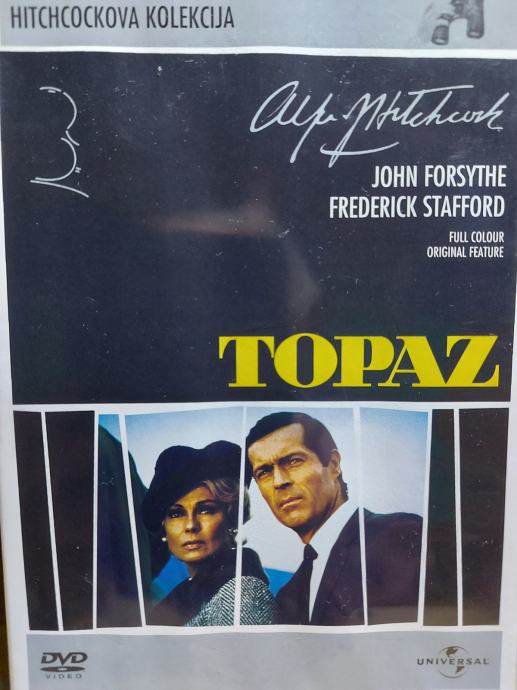 HITCHCOCKOVA KOLEKCIJA
Alfred Hitchcock
JOHN FORSYTHE
FREDERICK STAFFORD
FULL COLOUR
ORIGINAL FEATURE
TOPAZ
DVD
VIDEO
UNIVERSAL